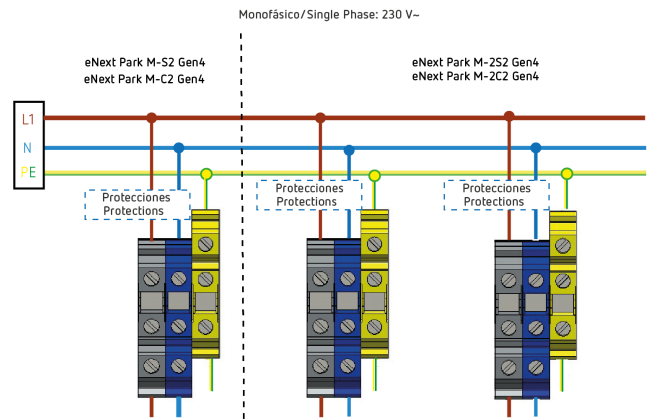 Monofásico/Single Phase: 230 V~
eNext Park M-S2 Gen4
eNext Park M-C2 Gen4
eNext Park M-2S2 Gen4
eNext Park M-2C2 Gen4
L1
N
PE
Protecciones
Protections
Protecciones
Protections
Protecciones
Protections